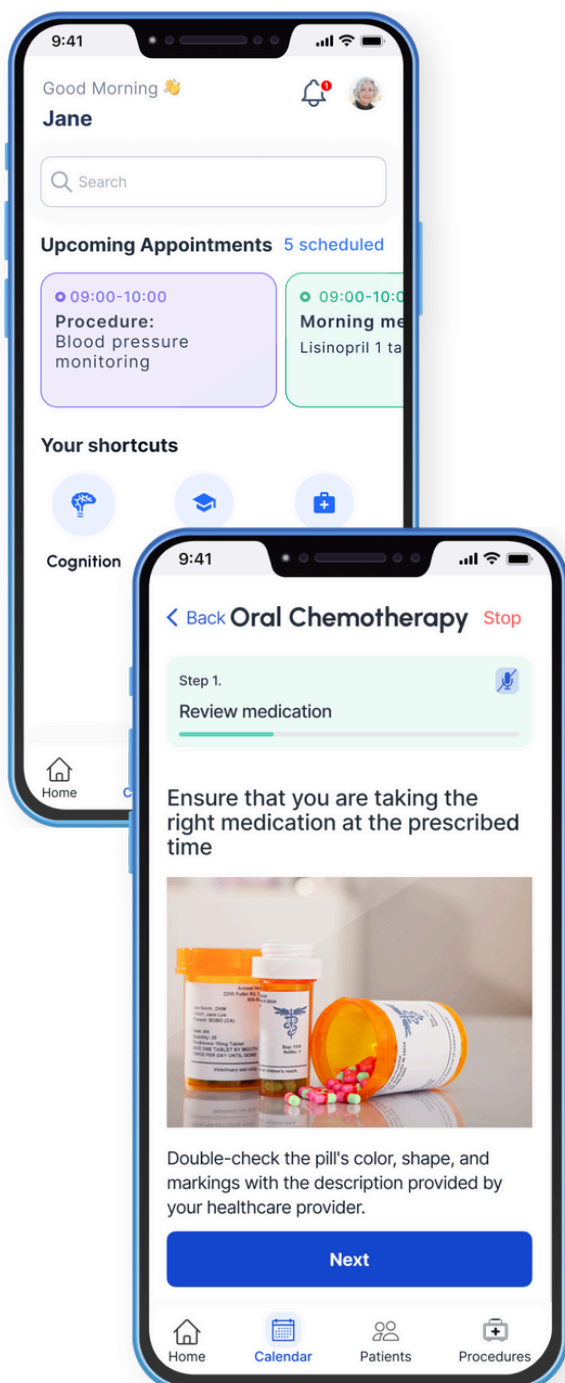 9:41
Good Morning 👋
1
Jane
Search
Upcoming Appointments 5 scheduled
09:00-10:00
Procedure:
Blood pressure
monitoring
09:00-10:0
Morning me
Lisinopril 1 ta
Your shortcuts
Cognition
Home
C
9:41
Back Oral Chemotherapy Stop
Step 1.
Review medication
Ensure that you are taking the
right medication at the prescribed
time
Double-check the pill's color, shape, and
markings with the description provided by
your healthcare provider.
Next
Home
Calendar
Patients
Procedures